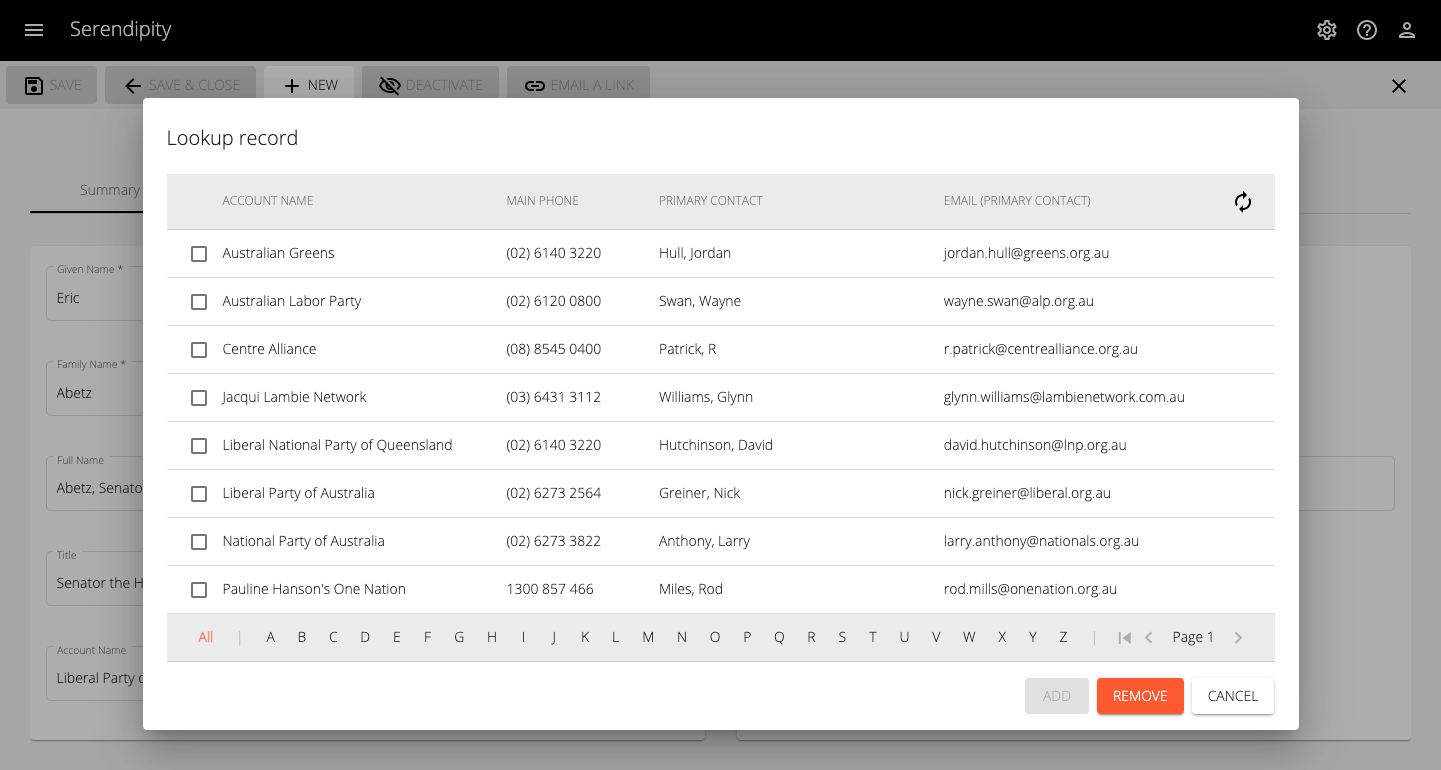 Serendipity
SAVE
SAVE & CLOSE
NEW
DEACTIVATE
EMAIL A LINK
Summary
Given Name *
Eric
Family Name *
Abetz
Full Name
Abetz, Senato
Title
Senator the H
Account Name
Liberal Party o
Lookup record
ACCOUNT NAME MAIN PHONE PRIMARY CONTACT EMAIL (PRIMARY CONTACT)
Australian Greens (02) 6140 3220 Hull, Jordan jordan.hull@greens.org.au
Australian Labor Party (02) 6120 0800 Swan, Wayne wayne.swan@alp.org.au
Centre Alliance (08) 8545 0400 Patrick, R r.patrick@centrealliance.org.au
Jacqui Lambie Network (03) 6431 3112 Williams, Glynn glynn.williams@lambienetwork.com.au
Liberal National Party of Queensland (02) 6140 3220 Hutchinson, David david.hutchinson@lnp.org.au
Liberal Party of Australia (02) 6273 2564 Greiner, Nick nick.greiner@liberal.org.au
National Party of Australia (02) 6273 3822 Anthony, Larry larry.anthony@nationals.org.au
Pauline Hanson's One Nation 1300 857 466 Miles, Rod rod.mills@onenation.org.au
All | A B C D E F G H I J K L M N O P Q R S T U V W X Y Z | Page 1
ADD REMOVE CANCEL